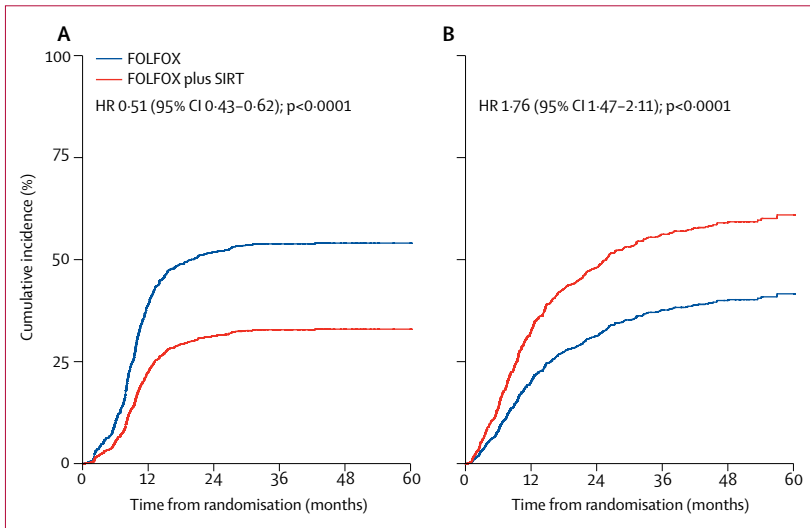 A
B
FOLFOX
FOLFOX plus SIRT
HR 0·51 (95% CI 0·43–0·62); p<0·0001
HR 1·76 (95% CI 1·47–2·11); p<0·0001
Cumulative incidence (%)
100
75
50
25
0
0 12 24 36 48 60
0 12 24 36 48 60
Time from randomisation (months)
Time from randomisation (months)